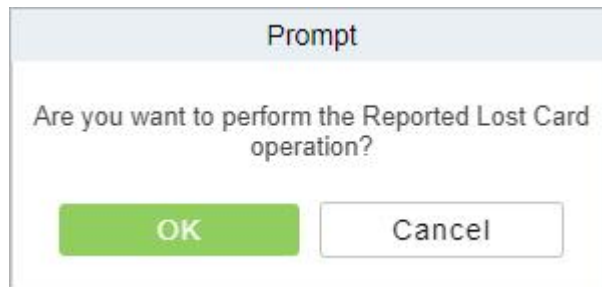 Prompt
Are you want to perform the Reported Lost Card
operation?
OK
Cancel